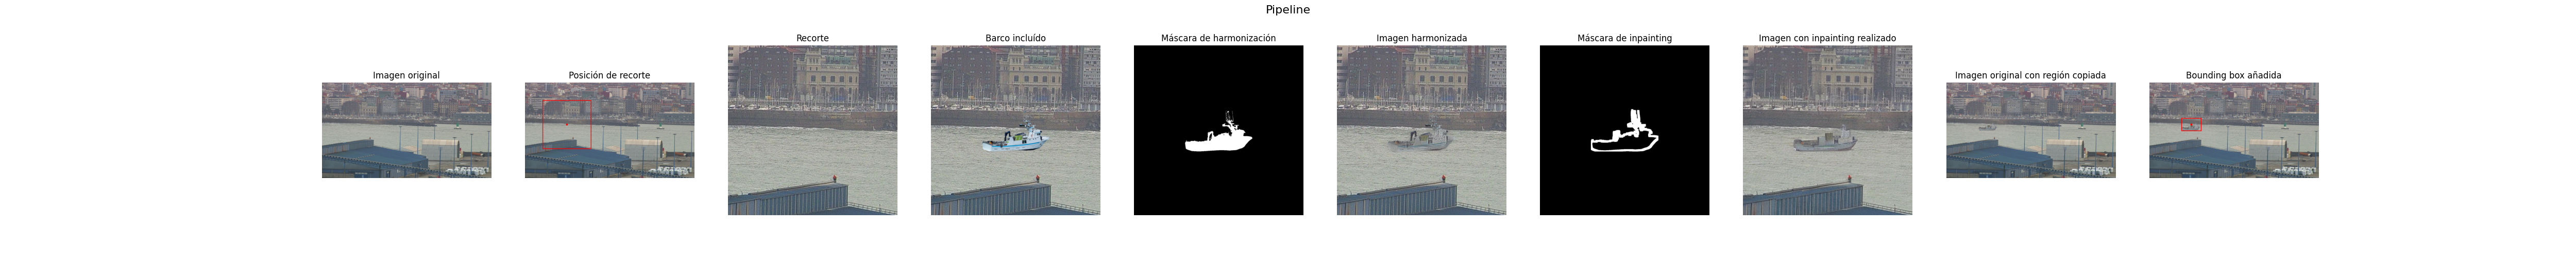 Pipeline
Imagen original
Posición de recorte
Recorte
Barco incluído
Máscara de harmonización
Imagen harmonizada
Máscara de inpainting
Imagen con inpainting realizado
Imagen original con región copiada
Bounding box añadida